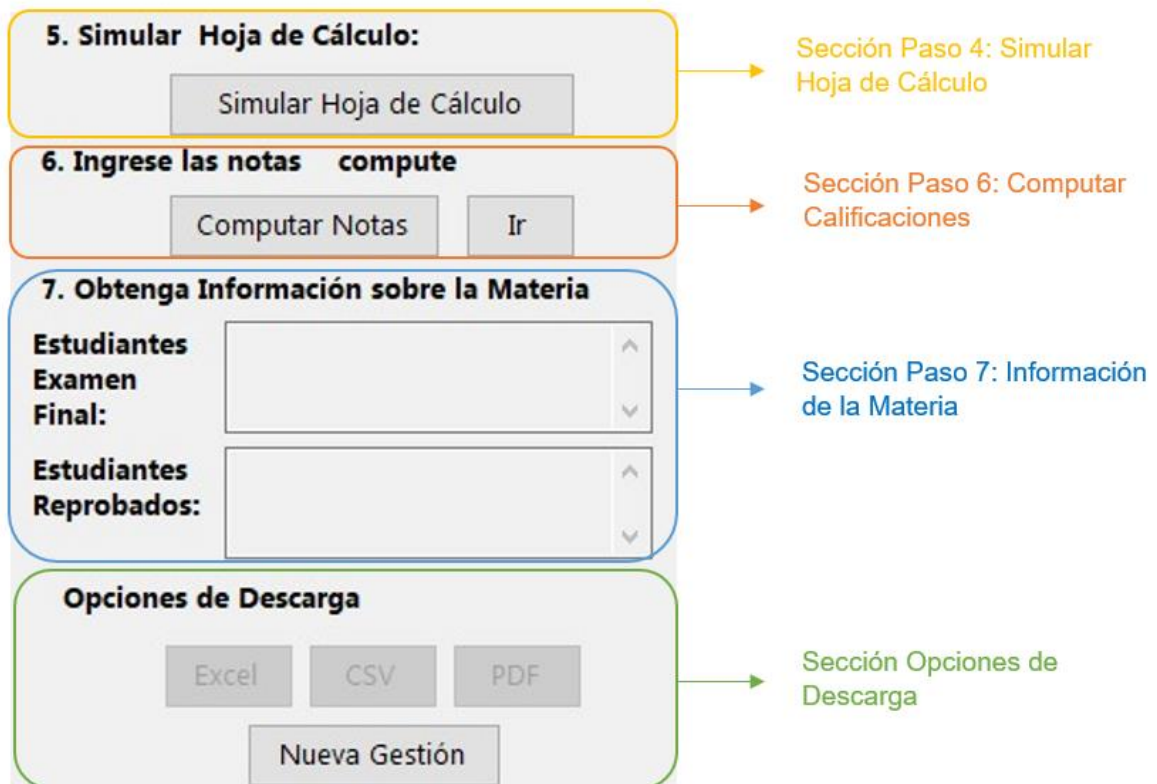 5. Simular Hoja de Cálculo:
Simular Hoja de Cálculo
Sección Paso 4: Simular
Hoja de Cálculo
6. Ingrese las notas compute
Computar Notas
Ir
Sección Paso 6: Computar
Calificaciones
7. Obtenga Información sobre la Materia
Estudiantes
Examen
Final:
Estudiantes
Reprobados:
Sección Paso 7: Información
de la Materia
Opciones de Descarga
Excel
CSV
PDF
Nueva Gestión
Sección Opciones de
Descarga